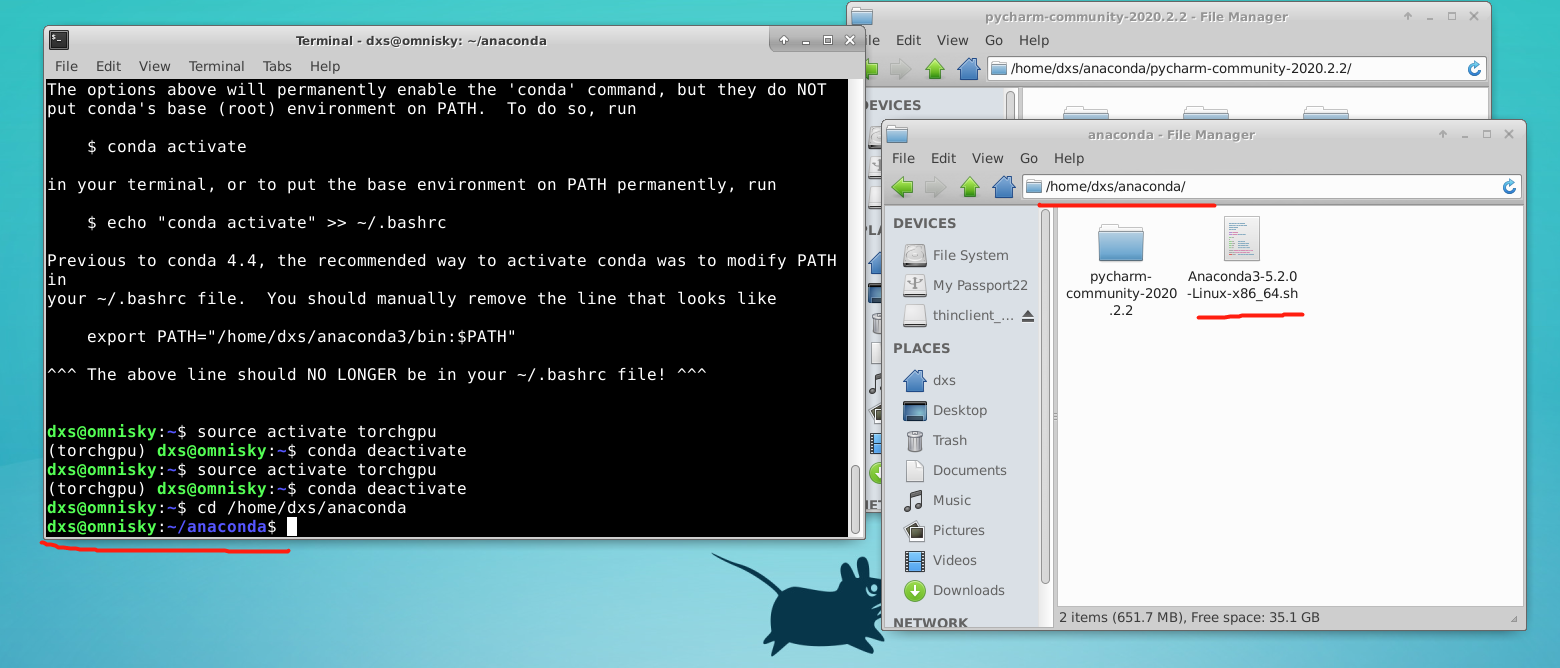 Terminal - dxs@omnisky: ~/anaconda
File Edit View Terminal Tabs Help
The options above will permanently enable the 'conda' command, but they do NOT
put conda's base (root) environment on PATH.  To do so, run
    $ conda activate
in your terminal, or to put the base environment on PATH permanently, run
    $ echo "conda activate" >> ~/.bashrc
Previous to conda 4.4, the recommended way to activate conda was to modify PATH
in
your ~/.bashrc file.  You should manually remove the line that looks like
    export PATH="/home/dxs/anaconda3/bin:$PATH"
^^^ The above line should NO LONGER be in your ~/.bashrc file! ^^^
dxs@omnisky:~$ source activate torchgpu
(torchgpu) dxs@omnisky:~$ conda deactivate
dxs@omnisky:~$ source activate torchgpu
(torchgpu) dxs@omnisky:~$ conda deactivate
dxs@omnisky:~$ cd /home/dxs/anaconda
dxs@omnisky:~/anaconda$
pycharm-community-2020.2.2 - File Manager
Edit View Go Help
/home/dxs/anaconda/pycharm-community-2020.2.2/
anaconda - File Manager
File Edit View Go Help
/home/dxs/anaconda/
DEVICES
File System
My Passport22
thinclient_...
PLACES
dxs
Desktop
Trash
Documents
Music
Pictures
Videos
Downloads
NETWORK
pycharm-
community-2020
.2.2
Anaconda3-5.2.0
-Linux-x86_64.sh
2 items (651.7 MB), Free space: 35.1 GB